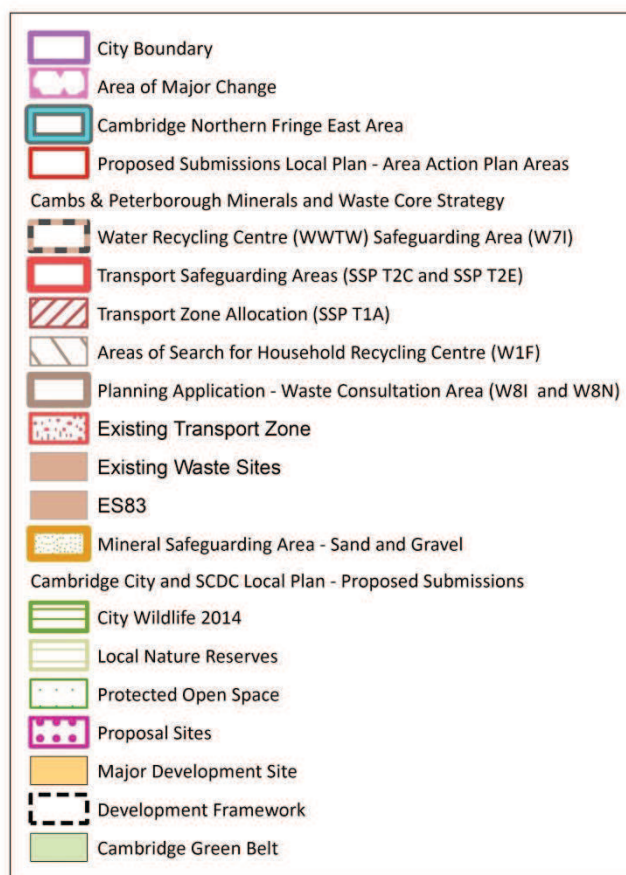 City Boundary
Area of Major Change
Cambridge Northern Fringe East Area
Proposed Submissions Local Plan - Area Action Plan Areas
Cambs & Peterborough Minerals and Waste Core Strategy
Water Recycling Centre (WWTW) Safeguarding Area (W7I)
Transport Safeguarding Areas (SSP T2C and SSP T2E)
Transport Zone Allocation (SSP T1A)
Areas of Search for Household Recycling Centre (W1F)
Planning Application - Waste Consultation Area (W8I and W8N)
Existing Transport Zone
Existing Waste Sites
ES83
Mineral Safeguarding Area - Sand and Gravel
Cambridge City and SCDC Local Plan - Proposed Submissions
City Wildlife 2014
Local Nature Reserves
Protected Open Space
Proposal Sites
Major Development Site
Development Framework
Cambridge Green Belt